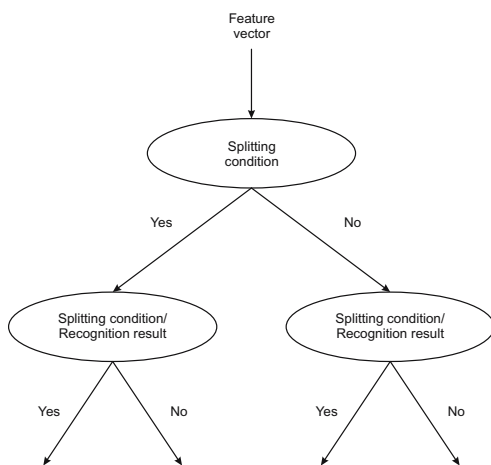 Feature
vector
Splitting
condition
Yes
No
Splitting condition/
Recognition result
Splitting condition/
Recognition result
Yes
No
Yes
No